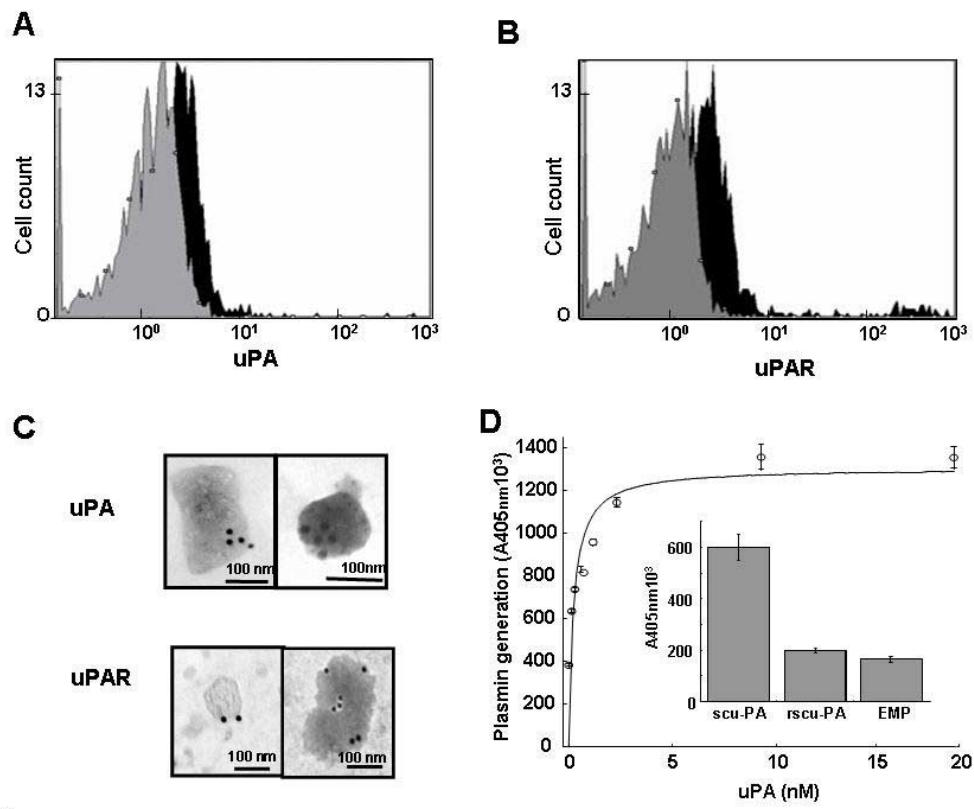 A
13
Cell count
0
10⁰
10¹
10²
10³
uPA
B
13
Cell count
0
10⁰
10¹
10²
10³
uPAR
C
uPA
100 nm
100nm
uPAR
100 nm
100 nm
D
Plasmin generation (A405nm10³)
1400
1200
1000
800
600
400
200
0
0
5
10
15
20
uPA (nM)
A405nm10³
600
400
200
0
scu-PA
rscu-PA
EMP